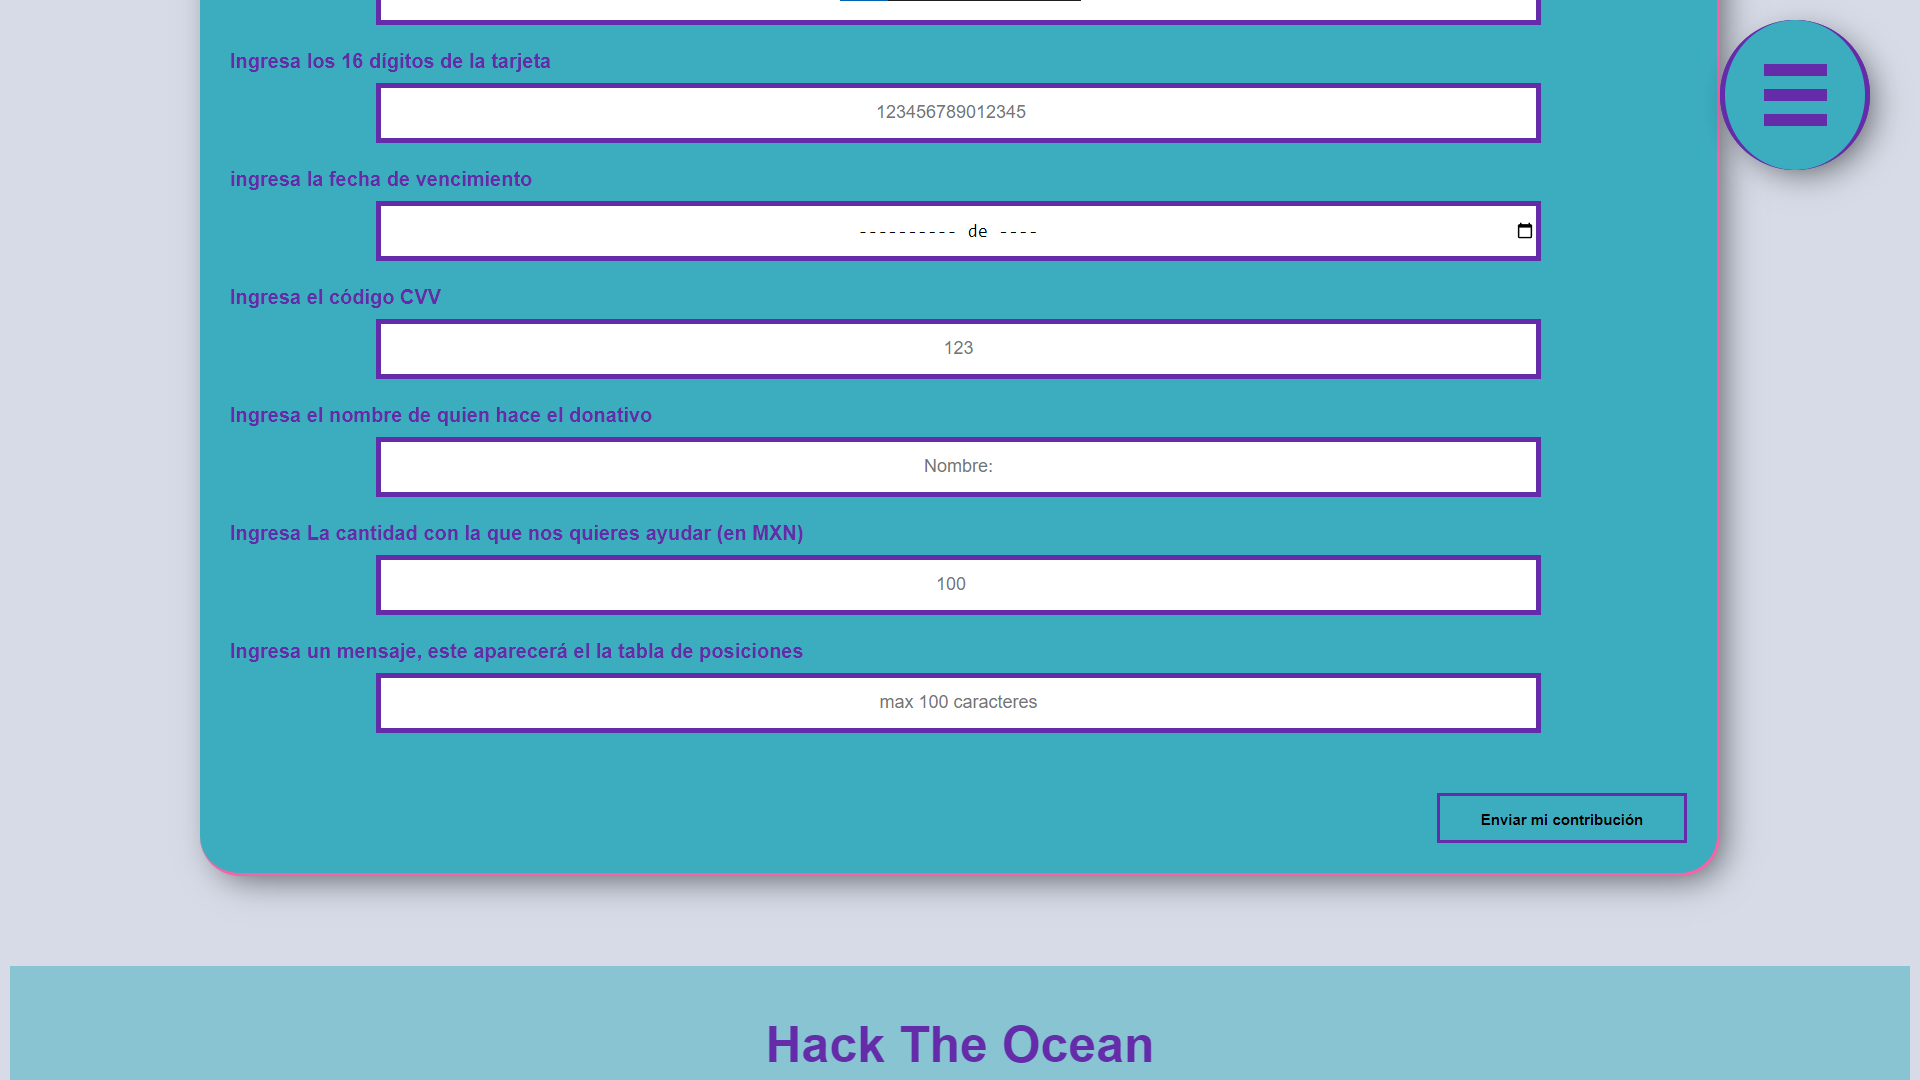 Ingresa los 16 dígitos de la tarjeta
123456789012345
ingresa la fecha de vencimiento
---------- de ----
Ingresa el código CVV
123
Ingresa el nombre de quien hace el donativo
Nombre:
Ingresa La cantidad con la que nos quieres ayudar (en MXN)
100
Ingresa un mensaje, este aparecerá el la tabla de posiciones
max 100 caracteres
Enviar mi contribución
Hack The Ocean